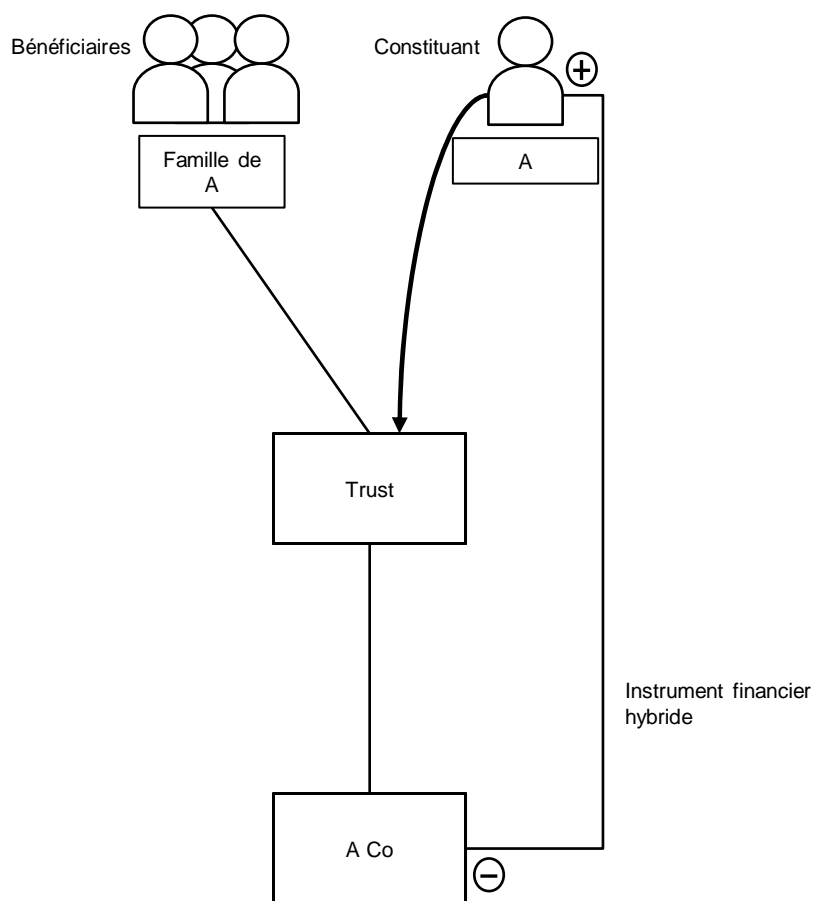 Bénéficiaires
Constituant
+
Famille de
A
A
Trust
Instrument financier
hybride
A Co
−